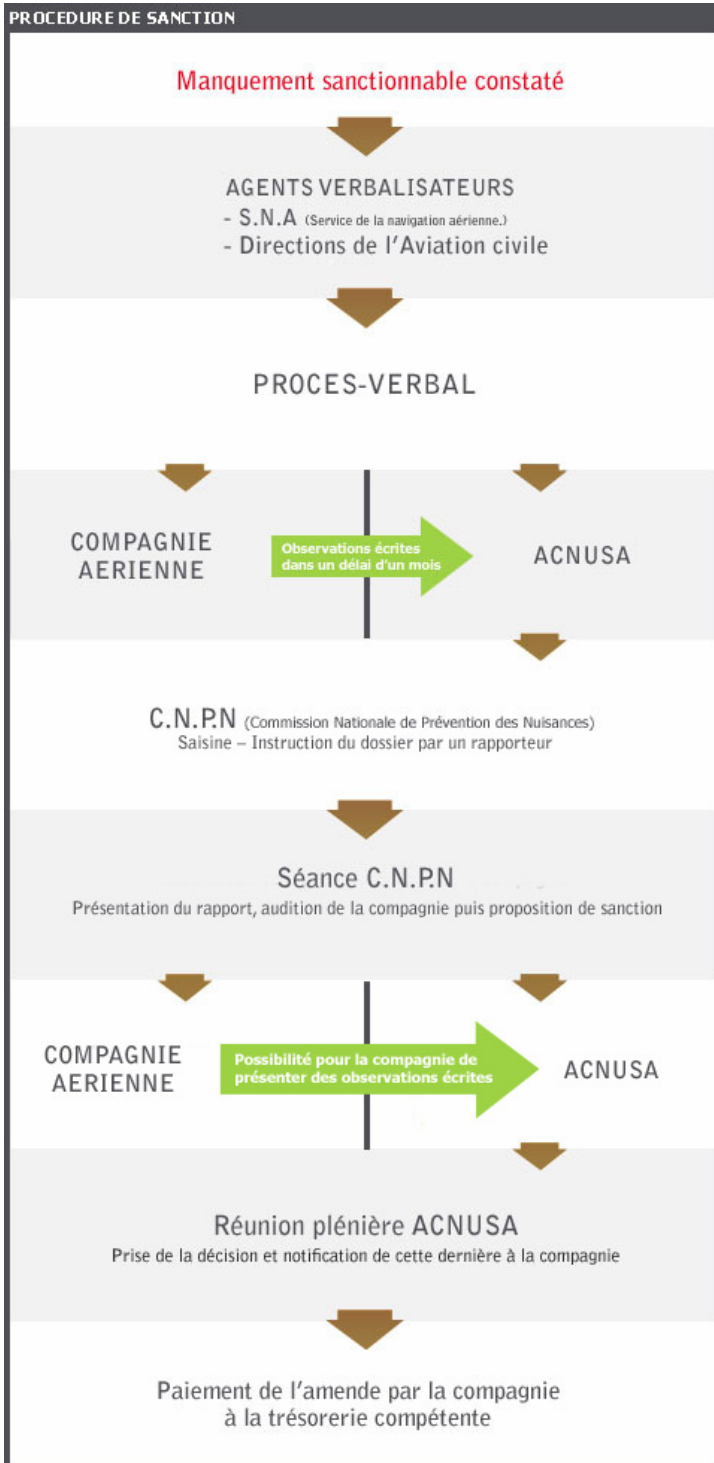 PROCEDURE DE SANCTION
Manquement sanctionnable constaté
AGENTS VERBALISATEURS
- S.N.A (Service de la navigation aérienne.)
- Directions de l'Aviation civile
PROCES-VERBAL
COMPAGNIE
AERIENNE
Observations écrites
dans un délai d'un mois
ACNUSA
C.N.P.N (Commission Nationale de Prévention des Nuisances)
Saisine – Instruction du dossier par un rapporteur
Séance C.N.P.N
Présentation du rapport, audition de la compagnie puis proposition de sanction
COMPAGNIE
AERIENNE
Possibilité pour la compagnie de
présenter des observations écrites
ACNUSA
Réunion plénière ACNUSA
Prise de la décision et notification de cette dernière à la compagnie
Paiement de l'amende par la compagnie
à la trésorerie compétente